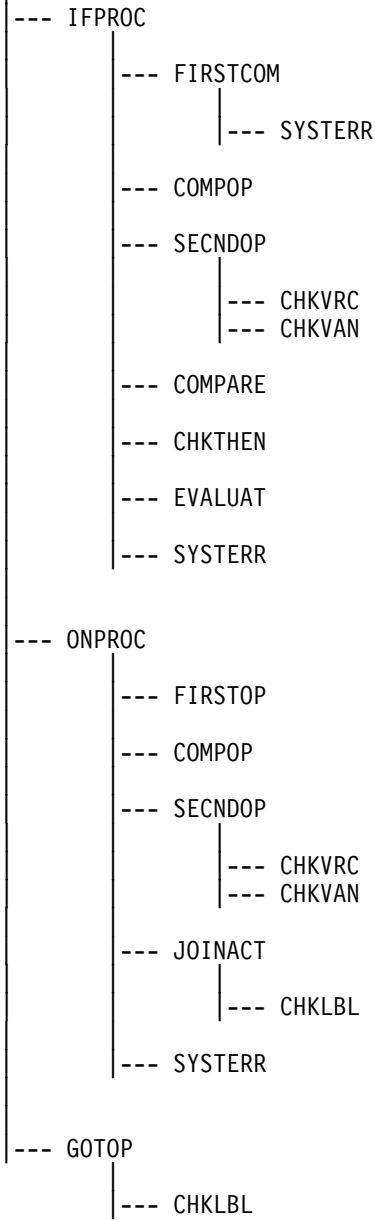 --- IFPROC
--- FIRSTCOM
--- SYSTERR
--- COMPOP
--- SECNDOP
--- CHKVRC
--- CHKVAN
--- COMPARE
--- CHKTHEN
--- EVALUAT
--- SYSTERR
--- ONPROC
--- FIRSTOP
--- COMPOP
--- SECNDOP
--- CHKVRC
--- CHKVAN
--- JOINACT
--- CHKLBL
--- SYSTERR
--- GOTOP
--- CHKLBL